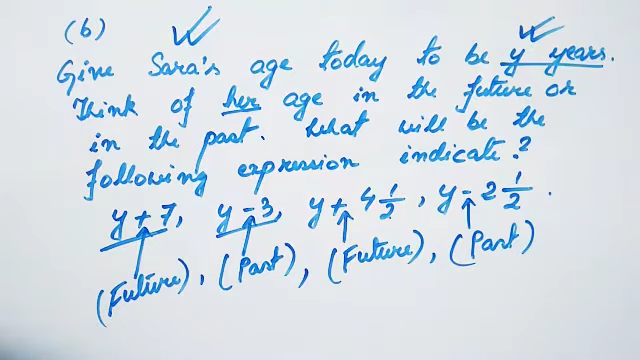 (b)
Give Sara's age today to be y years.
Think of her age in the future or
in the past. What will be the
following expression indicate?
y + 7, y - 3, y + 4 1/2, y - 2 1/2.
(Future), (Past), (Future), (Past)